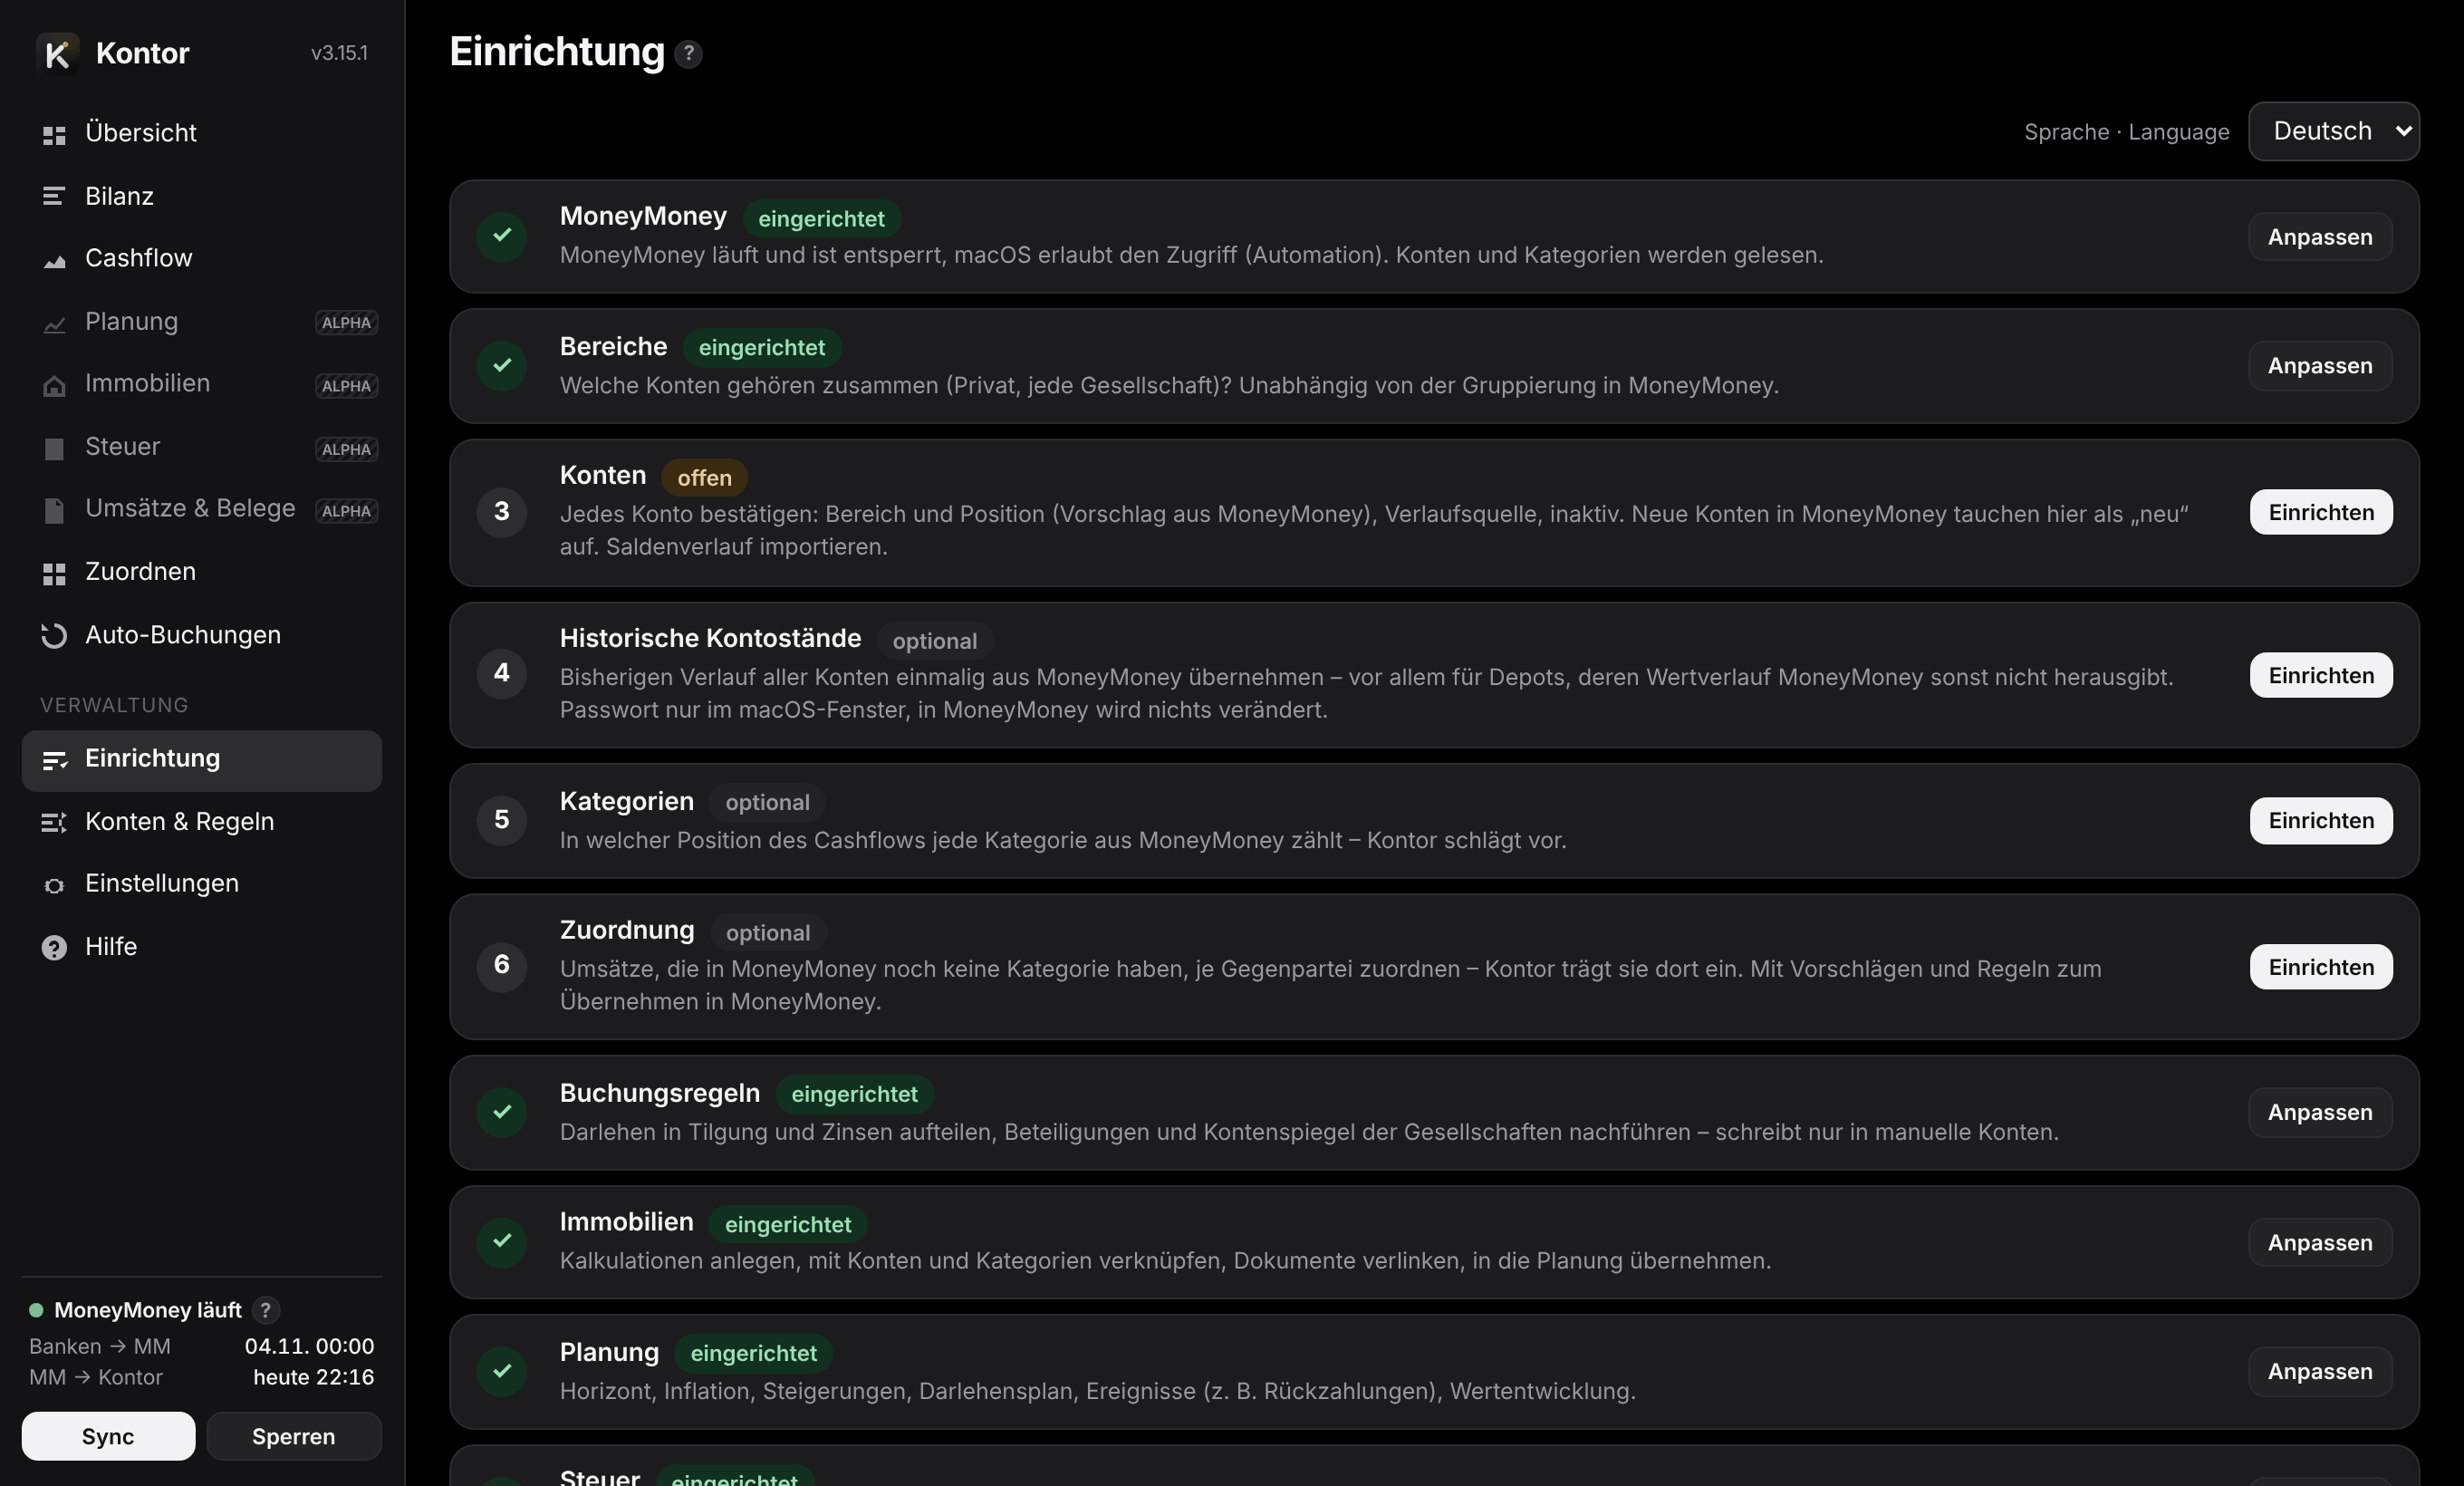 Kontor
v3.15.1
Übersicht
Bilanz
Cashflow
Planung ALPHA
Immobilien ALPHA
Steuer ALPHA
Umsätze & Belege ALPHA
Zuordnen
Auto-Buchungen
VERWALTUNG
Einrichtung
Konten & Regeln
Einstellungen
Hilfe
MoneyMoney läuft ?
Banken → MM 04.11. 00:00
MM → Kontor heute 22:16
Sync
Sperren
Einrichtung ?
Sprache · Language Deutsch
MoneyMoney eingerichtet
MoneyMoney läuft und ist entsperrt, macOS erlaubt den Zugriff (Automation). Konten und Kategorien werden gelesen.
Anpassen
Bereiche eingerichtet
Welche Konten gehören zusammen (Privat, jede Gesellschaft)? Unabhängig von der Gruppierung in MoneyMoney.
Anpassen
3
Konten offen
Jedes Konto bestätigen: Bereich und Position (Vorschlag aus MoneyMoney), Verlaufsquelle, inaktiv. Neue Konten in MoneyMoney tauchen hier als „neu“
auf. Saldenverlauf importieren.
Einrichten
4
Historische Kontostände optional
Bisherigen Verlauf aller Konten einmalig aus MoneyMoney übernehmen – vor allem für Depots, deren Wertverlauf MoneyMoney sonst nicht herausgibt.
Passwort nur im macOS-Fenster, in MoneyMoney wird nichts verändert.
Einrichten
5
Kategorien optional
In welcher Position des Cashflows jede Kategorie aus MoneyMoney zählt – Kontor schlägt vor.
Einrichten
6
Zuordnung optional
Umsätze, die in MoneyMoney noch keine Kategorie haben, je Gegenpartei zuordnen – Kontor trägt sie dort ein. Mit Vorschlägen und Regeln zum
Übernehmen in MoneyMoney.
Einrichten
Buchungsregeln eingerichtet
Darlehen in Tilgung und Zinsen aufteilen, Beteiligungen und Kontenspiegel der Gesellschaften nachführen – schreibt nur in manuelle Konten.
Anpassen
Immobilien eingerichtet
Kalkulationen anlegen, mit Konten und Kategorien verknüpfen, Dokumente verlinken, in die Planung übernehmen.
Anpassen
Planung eingerichtet
Horizont, Inflation, Steigerungen, Darlehensplan, Ereignisse (z. B. Rückzahlungen), Wertentwicklung.
Anpassen
Steuer eingerichtet